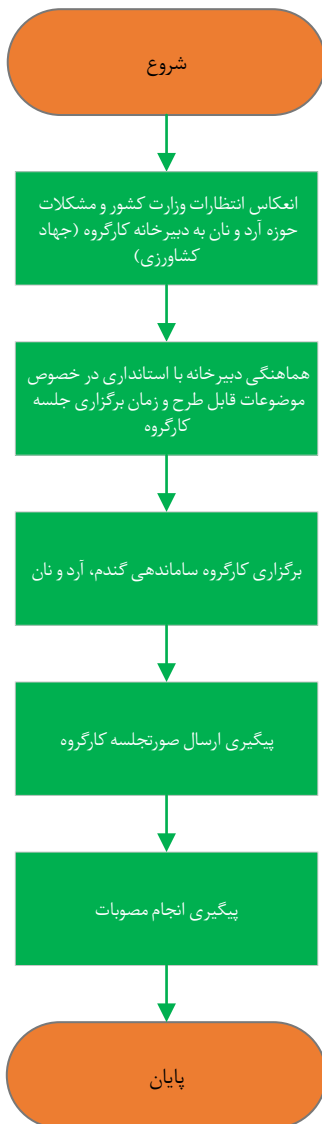 شروع
انعکاس انتظارات وزارت کشور و مشکلات
حوزه آرد و نان به دبیرخانه کارگروه (جهاد
کشاورزی)
هماهنگی دبیرخانه با استانداری در خصوص
موضوعات قابل طرح و زمان برگزاری جلسه
کارگروه
برگزاری کارگروه ساماندهی گندم، آرد و نان
پیگیری ارسال صورتجلسه کارگروه
پیگیری انجام مصوبات
پایان